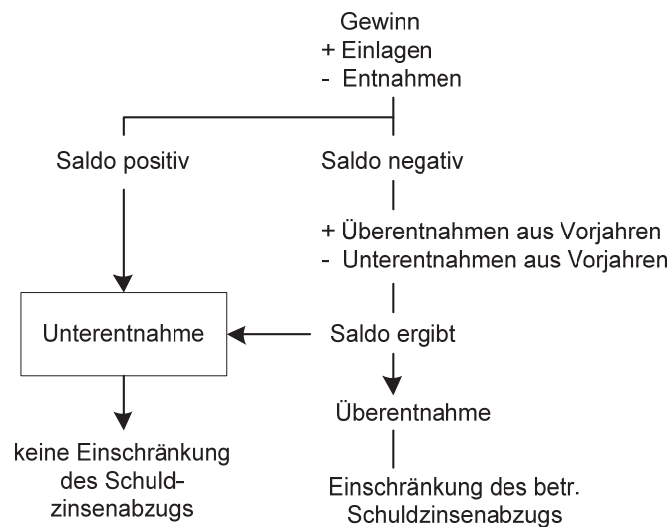 Gewinn
+ Einlagen
- Entnahmen
Saldo positiv
Saldo negativ
+ Überentnahmen aus Vorjahren
- Unterentnahmen aus Vorjahren
Unterentnahme
Saldo ergibt
Überentnahme
keine Einschränkung
des Schuld-
zinsenabzugs
Einschränkung des betr.
Schuldzinsenabzugs